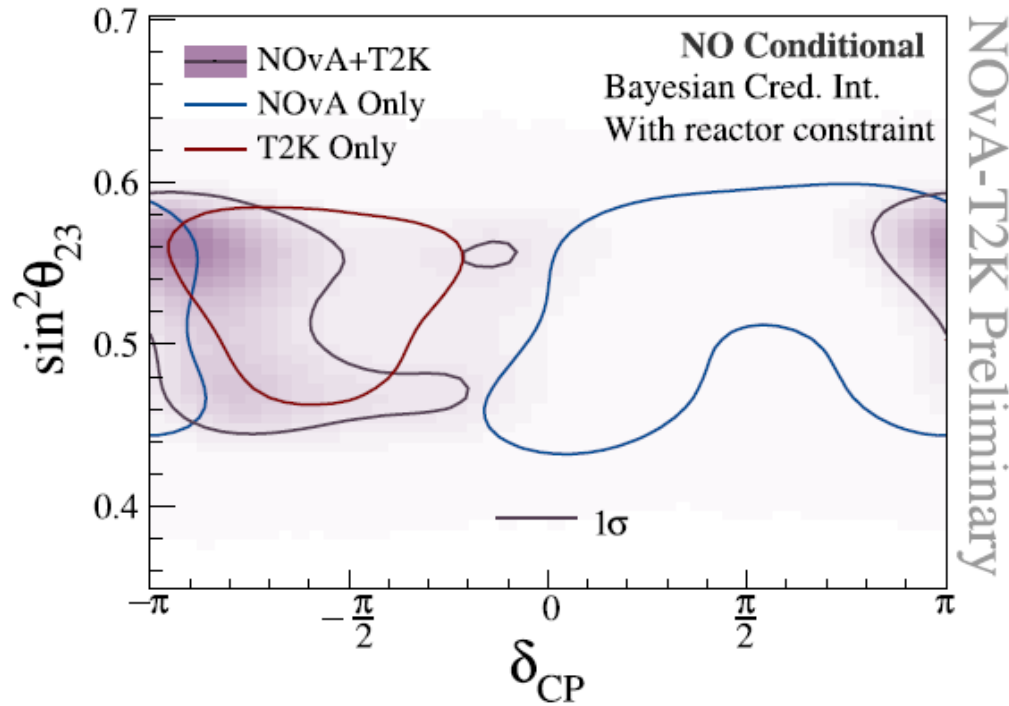 NOvA+T2K
NOvA Only
T2K Only
NO Conditional
Bayesian Cred. Int.
With reactor constraint
0.7
0.6
0.5
0.4
sin²θ₂₃
1σ
−π
−π/2
0
π/2
π
δ_CP
NOvA-T2K Preliminary